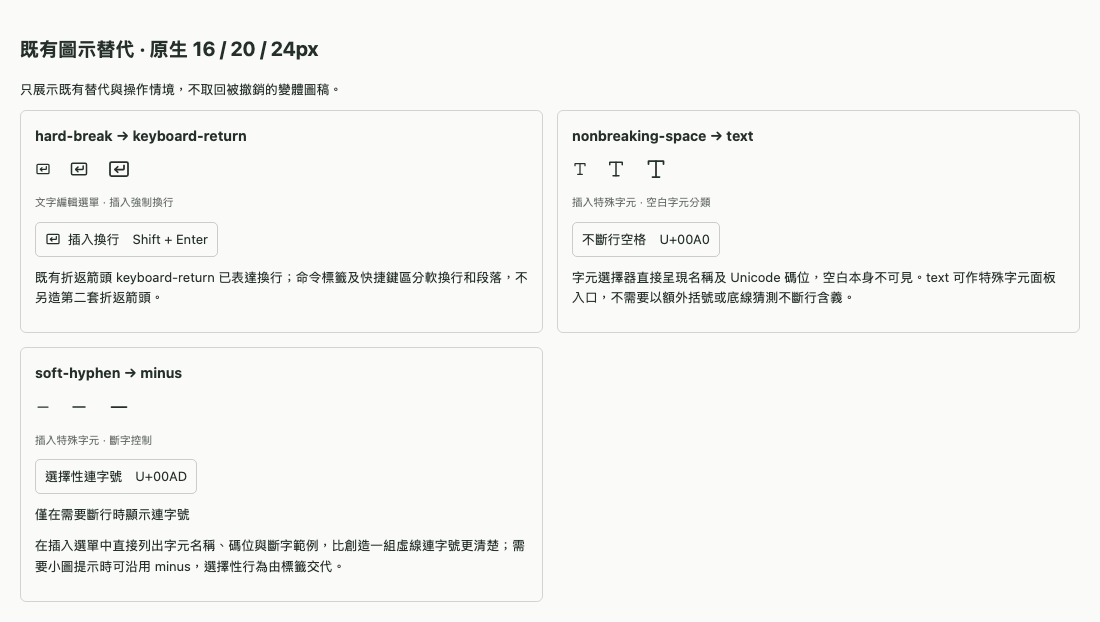 既有圖示替代 · 原生 16 / 20 / 24px
只展示既有替代與操作情境，不取回被撤銷的變體圖稿。
hard-break → keyboard-return
文字編輯選單 · 插入強制換行
插入換行 Shift + Enter
既有折返箭頭 keyboard-return 已表達換行；命令標籤及快捷鍵區分軟換行和段落，不
另造第二套折返箭頭。
nonbreaking-space → text
插入特殊字元 · 空白字元分類
不斷行空格 U+00A0
字元選擇器直接呈現名稱及 Unicode 碼位，空白本身不可見。text 可作特殊字元面板
入口，不需要以額外括號或底線猜測不斷行含義。
soft-hyphen → minus
插入特殊字元 · 斷字控制
選擇性連字號 U+00AD
僅在需要斷行時顯示連字號
在插入選單中直接列出字元名稱、碼位與斷字範例，比創造一組虛線連字號更清楚；需
要小圖提示時可沿用 minus，選擇性行為由標籤交代。